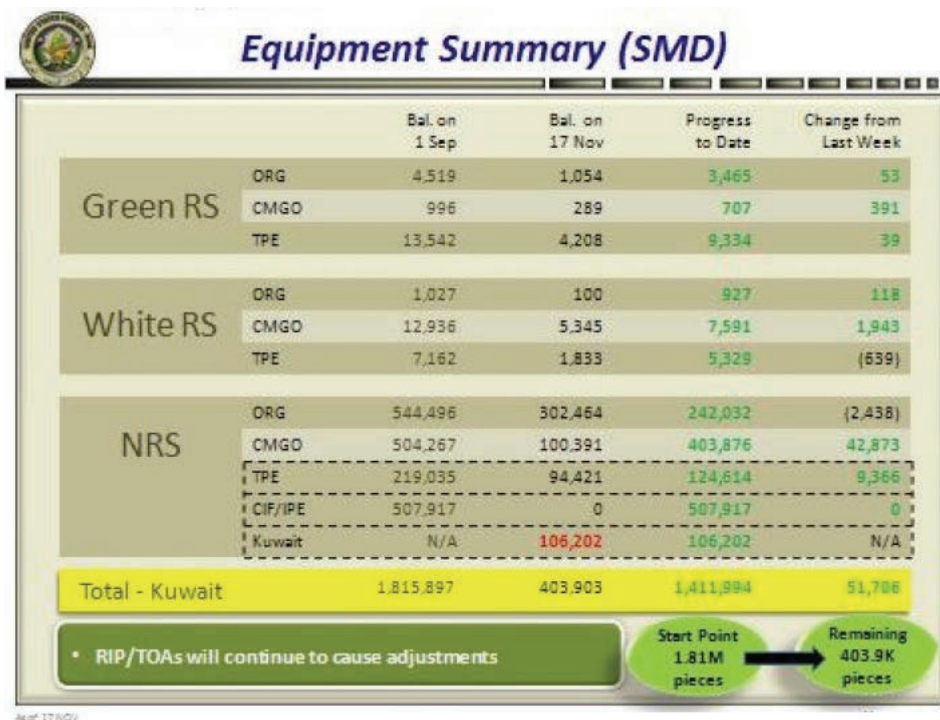 Equipment Summary (SMD)
Bal. on 1 Sep Bal. on 17 Nov Progress to Date Change from Last Week
Green RS
ORG 4,519 1,054 3,465 53
CMGO 996 289 707 391
TPE 13,542 4,208 9,334 39
White RS
ORG 1,027 100 927 118
CMGO 12,936 5,345 7,591 1,943
TPE 7,162 1,833 5,329 (639)
NRS
ORG 544,496 302,464 242,032 (2,438)
CMGO 504,267 100,391 403,876 42,873
TPE 219,035 94,421 124,614 9,366
CIF/IPE 507,917 0 507,917 0
Kuwait N/A 106,202 106,202 N/A
Total - Kuwait 1,815,897 403,903 1,411,994 51,706
• RIP/TOAs will continue to cause adjustments
Start Point
1.81M
pieces
Remaining
403.9K
pieces